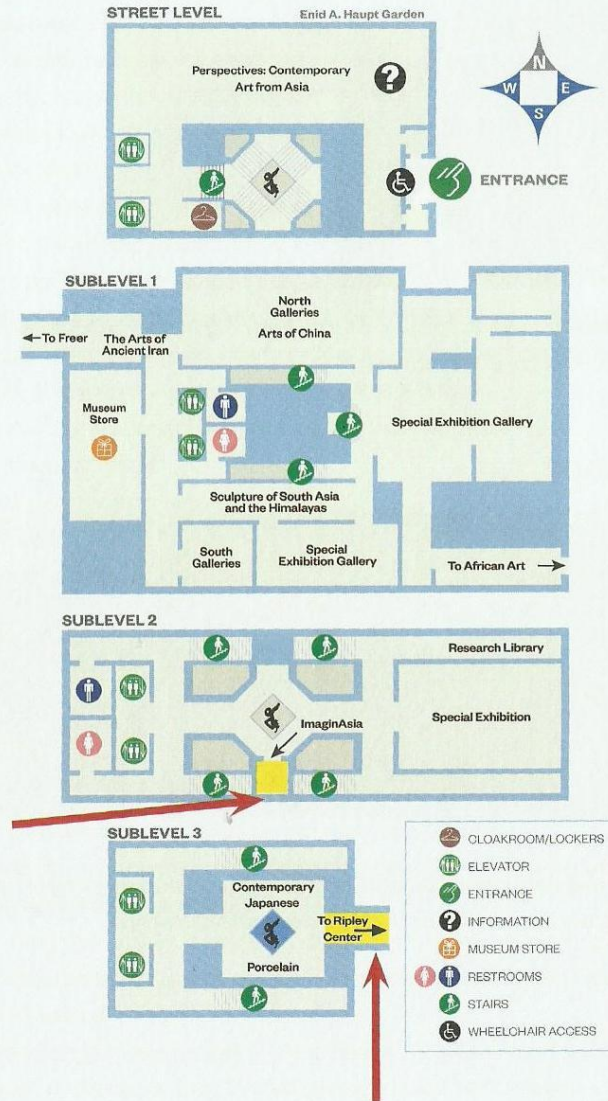 STREET LEVEL
Enid A. Haupt Garden
Perspectives: Contemporary
Art from Asia
?
N
W
E
S
ENTRANCE
SUBLEVEL 1
North
Galleries
Arts of China
←To Freer
The Arts of
Ancient Iran
Museum
Store
Special Exhibition Gallery
Sculpture of South Asia
and the Himalayas
South
Galleries
Special
Exhibition Gallery
To African Art →
SUBLEVEL 2
Research Library
ImaginAsia
Special Exhibition
SUBLEVEL 3
Contemporary
Japanese
Porcelain
To Ripley
Center
CLOAKROOM/LOCKERS
ELEVATOR
ENTRANCE
? INFORMATION
MUSEUM STORE
RESTROOMS
STAIRS
WHEELCHAIR ACCESS